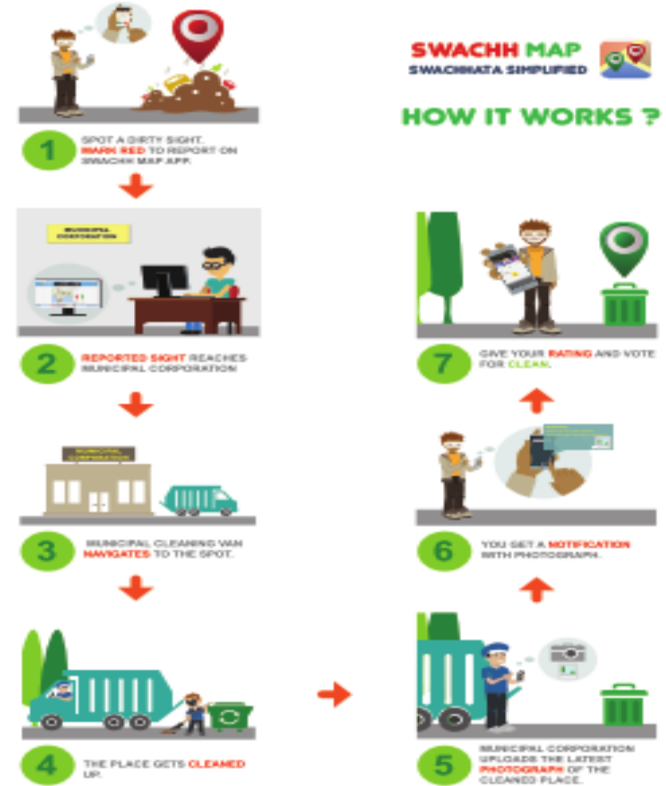 SWACHH MAP
SWACHHATA SIMPLIFIED
HOW IT WORKS ?
1
SPOT A DIRTY SIGHT.
MARK RED TO REPORT ON
SWACHH MAP APP.
MUNICIPAL
CORPORATION
2
REPORTED SIGHT REACHES
MUNICIPAL CORPORATION
MUNICIPAL
CORPORATION
3
MUNICIPAL CLEANING VAN
NAVIGATES TO THE SPOT.
4
THE PLACE GETS CLEANED
UP.
5
MUNICIPAL CORPORATION
UPLOADS THE LATEST
PHOTOGRAPH OF THE
CLEANED PLACE.
6
YOU GET A NOTIFICATION
WITH PHOTOGRAPH.
7
GIVE YOUR RATING AND VOTE
FOR CLEAN.